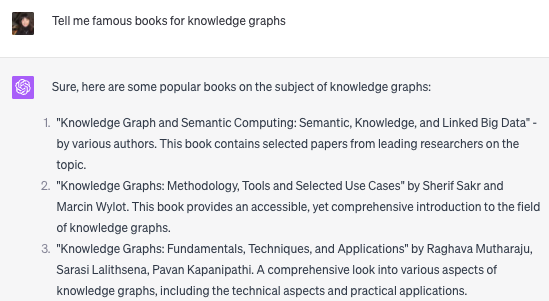 Tell me famous books for knowledge graphs
Sure, here are some popular books on the subject of knowledge graphs:
1. "Knowledge Graph and Semantic Computing: Semantic, Knowledge, and Linked Big Data" -
by various authors. This book contains selected papers from leading researchers on the
topic.
2. "Knowledge Graphs: Methodology, Tools and Selected Use Cases" by Sherif Sakr and
Marcin Wylot. This book provides an accessible, yet comprehensive introduction to the field
of knowledge graphs.
3. "Knowledge Graphs: Fundamentals, Techniques, and Applications" by Raghava Mutharaju,
Sarasi Lalithsena, Pavan Kapanipathi. A comprehensive look into various aspects of
knowledge graphs, including the technical aspects and practical applications.